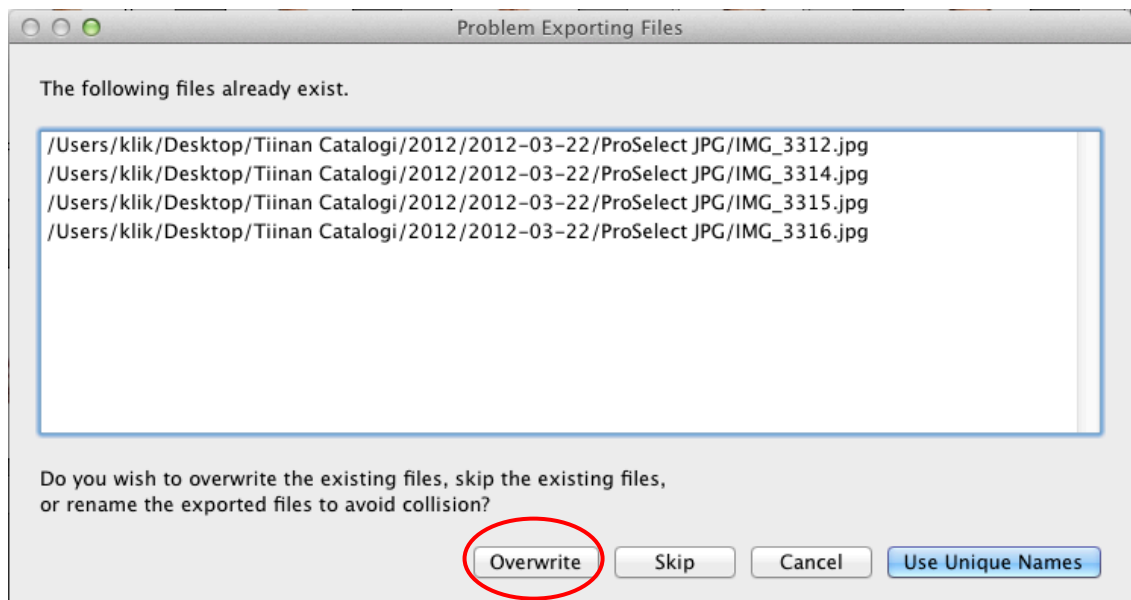 Problem Exporting Files
The following files already exist.
/Users/klik/Desktop/Tiinan Catalogi/2012/2012-03-22/ProSelect JPG/IMG_3312.jpg
/Users/klik/Desktop/Tiinan Catalogi/2012/2012-03-22/ProSelect JPG/IMG_3314.jpg
/Users/klik/Desktop/Tiinan Catalogi/2012/2012-03-22/ProSelect JPG/IMG_3315.jpg
/Users/klik/Desktop/Tiinan Catalogi/2012/2012-03-22/ProSelect JPG/IMG_3316.jpg
Do you wish to overwrite the existing files, skip the existing files,
or rename the exported files to avoid collision?
Overwrite Skip Cancel Use Unique Names